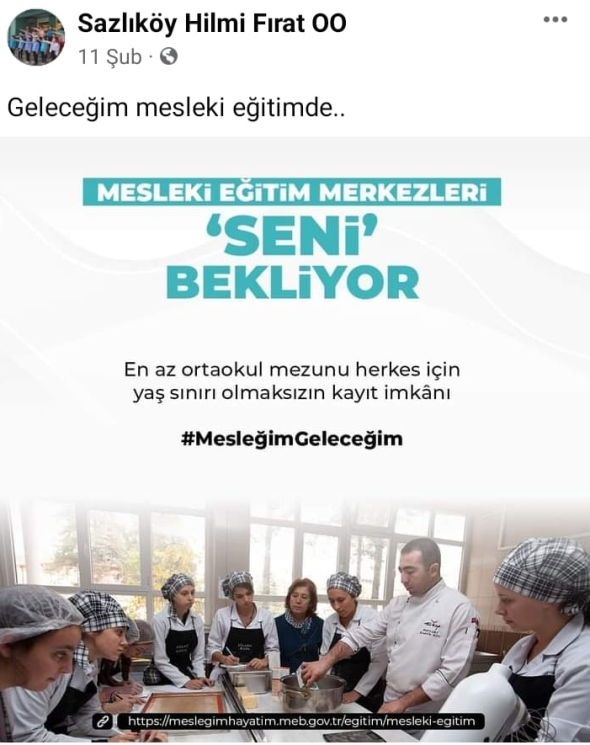 Sazlıköy Hilmi Fırat OO
11 Şub ·
Geleceğim mesleki eğitimde..
MESLEKİ EĞİTİM MERKEZLERİ
‘SENİ’
BEKLİYOR
En az ortaokul mezunu herkes için
yaş sınırı olmaksızın kayıt imkânı
#MesleğimGeleceğim
https://meslegimhayatim.meb.gov.tr/egitim/mesleki-egitim